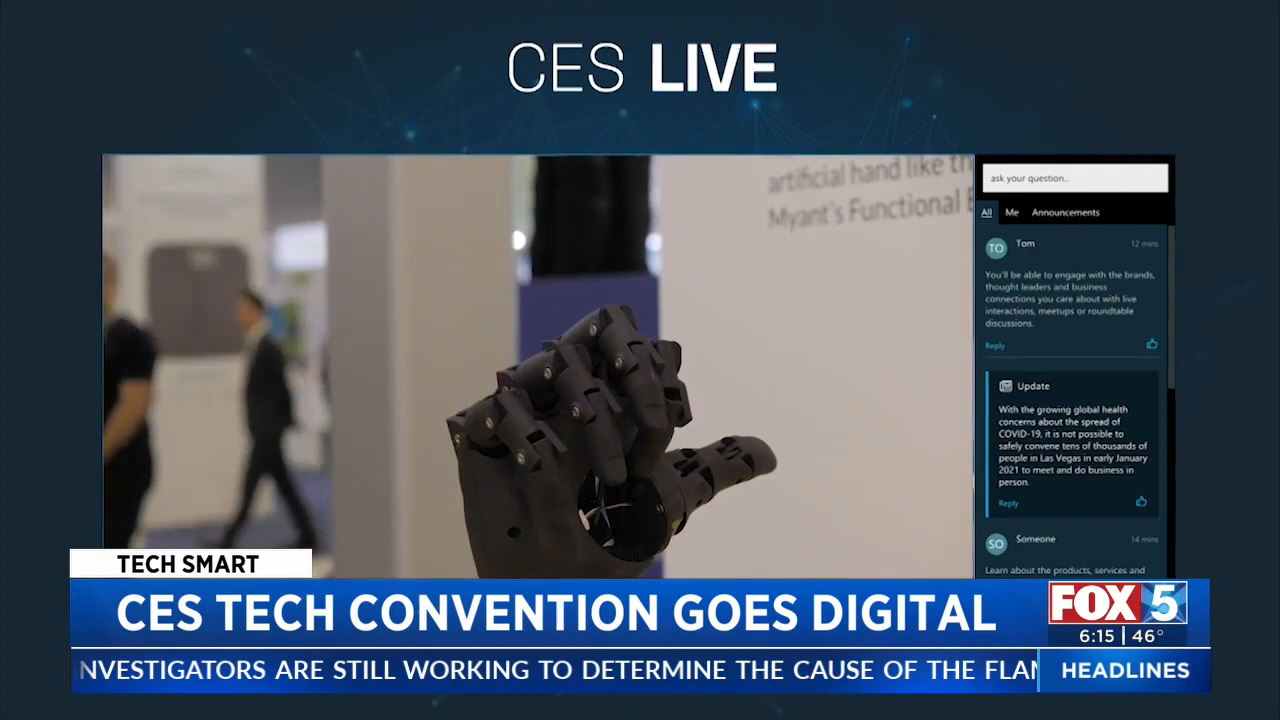 CES LIVE
artificial hand like th
Myant's Functional
ask your question...
All Me Announcements
TO Tom 12 mins
You'll be able to engage with the brands,
thought leaders and business
connections you care about with live
interactions, meetups or roundtable
discussions.
Reply
Update
With the growing global health
concerns about the spread of
COVID-19, it is not possible to
safely convene tens of thousands of
people in Las Vegas in early January
2021 to meet and do business in
person.
Reply
SO Someone 14 mins
Learn about the products, services and
TECH SMART
CES TECH CONVENTION GOES DIGITAL
FOX 5
6:15 | 46°
INVESTIGATORS ARE STILL WORKING TO DETERMINE THE CAUSE OF THE FLA
HEADLINES